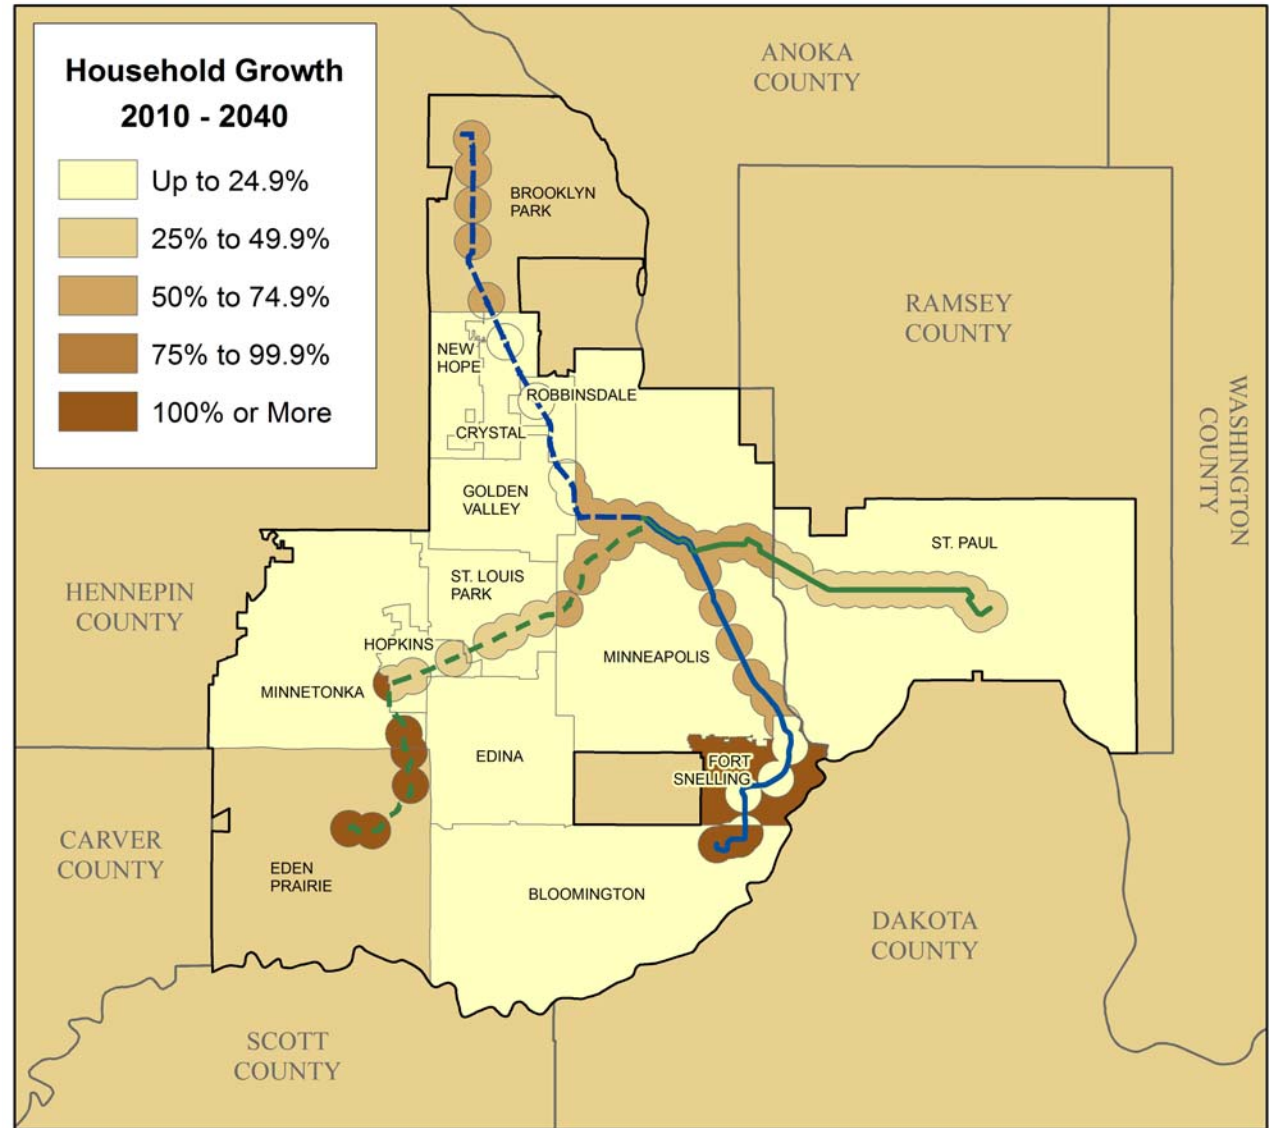 Household Growth
2010 - 2040
Up to 24.9%
25% to 49.9%
50% to 74.9%
75% to 99.9%
100% or More
ANOKA
COUNTY
BROOKLYN
PARK
RAMSEY
COUNTY
NEW
HOPE
ROBBINSDALE
CRYSTAL
WASHINGTON
COUNTY
GOLDEN
VALLEY
ST. PAUL
HENNEPIN
COUNTY
ST. LOUIS
PARK
HOPKINS
MINNEAPOLIS
MINNETONKA
EDINA
FORT
SNELLING
CARVER
COUNTY
EDEN
PRAIRIE
BLOOMINGTON
DAKOTA
COUNTY
SCOTT
COUNTY